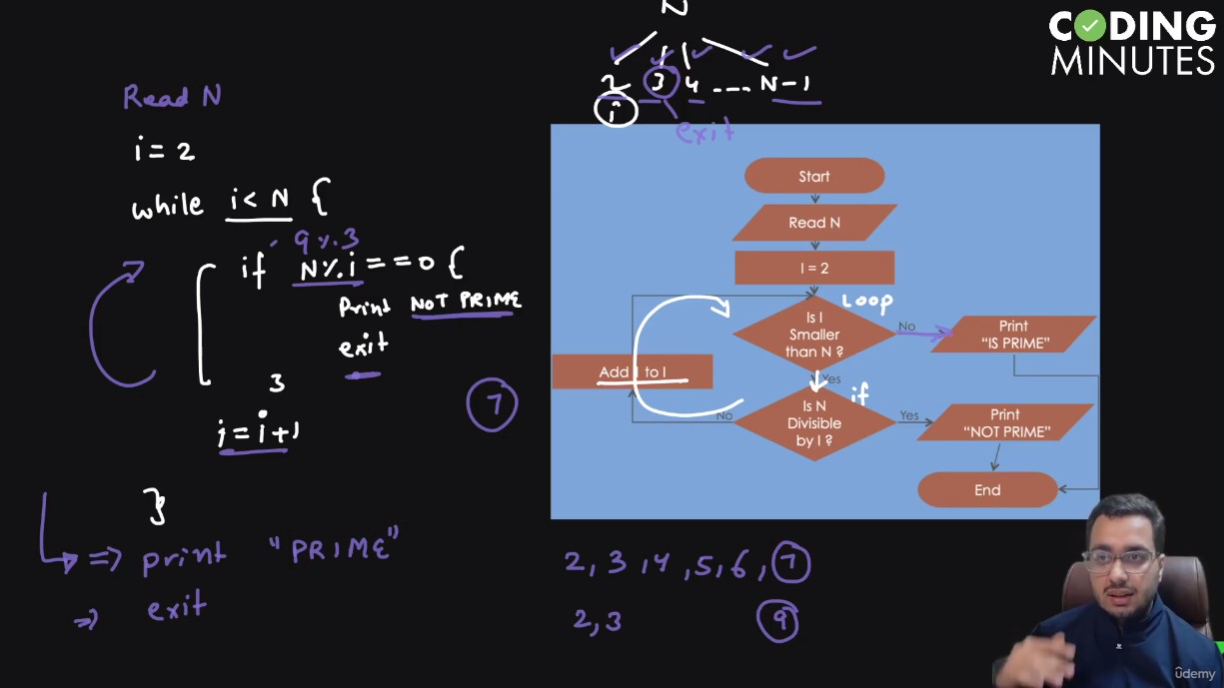 N
2 3 4 ---- N-1
i
exit
CODING
MINUTES
Read N
i = 2
while i < N {
9 % 3
if N % i == 0 {
Print NOT PRIME
exit
3
i = i + 1
7
}
=> print "PRIME"
=> exit
Start
Read N
I = 2
Loop
Is I
Smaller
than N ?
No
Print
"IS PRIME"
Add 1 to I
Yes
if
Is N
Divisible
by I ?
No
Yes
Print
"NOT PRIME"
End
2, 3, 4, 5, 6, 7
2, 3 9
ûdemy